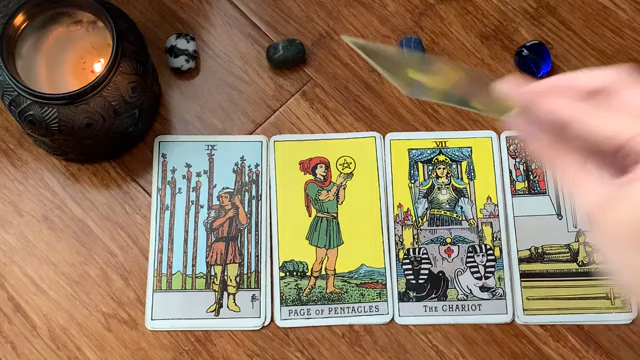 IX
PAGE OF PENTACLES
VII
THE CHARIOT